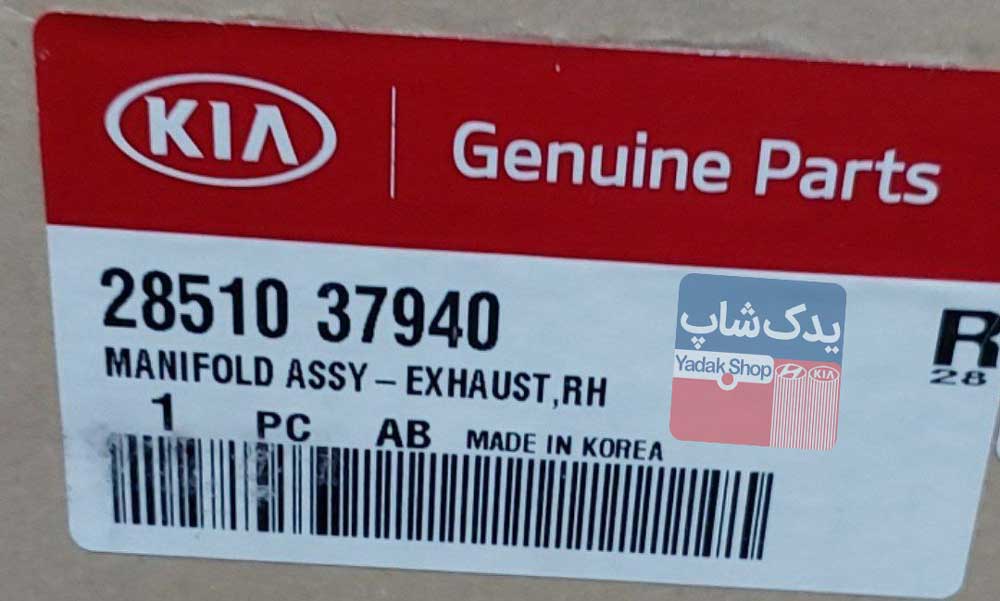 KIA
Genuine Parts
28510 37940
MANIFOLD ASSY – EXHAUST,RH
1 PC AB MADE IN KOREA
R
28
یدک شاپ
Yadak Shop
KIA